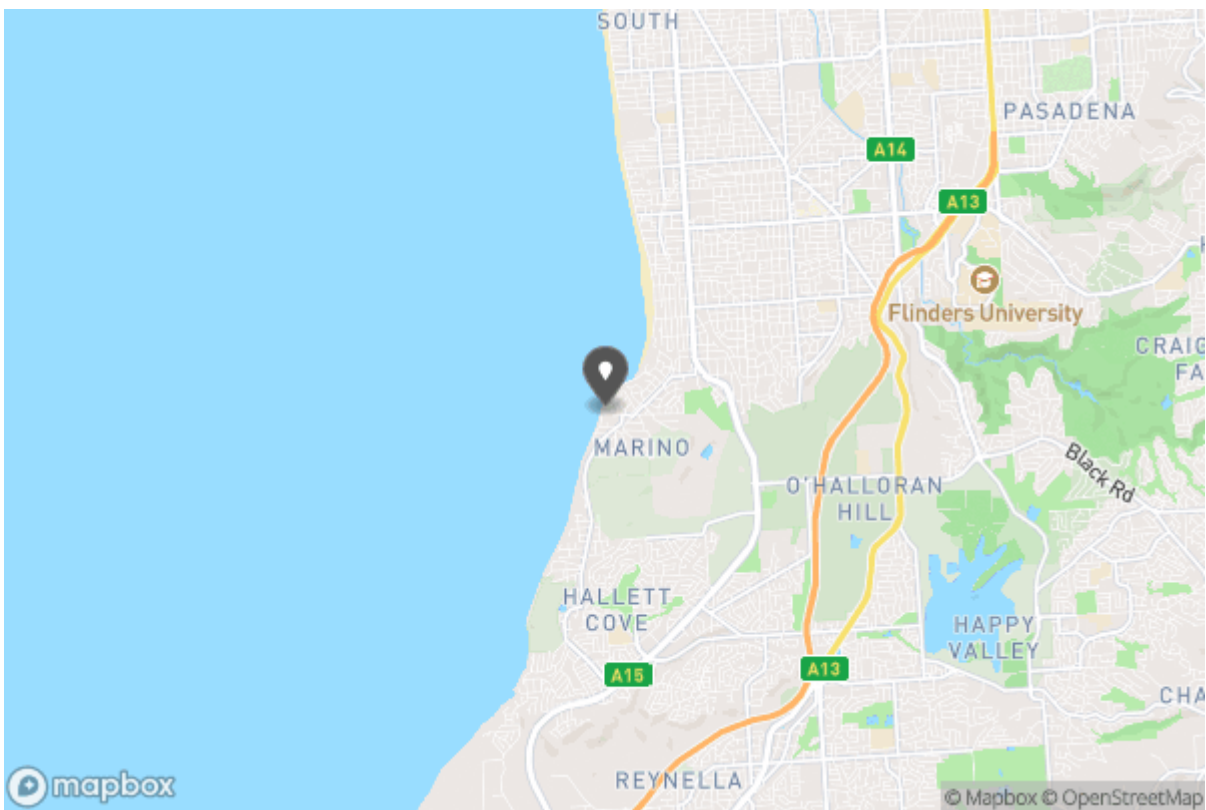 SOUTH
PASADENA
A14
A13
Flinders University
CRAIG
FA
MARINO
Black Rd
O'HALLORAN
HILL
HALLETT
COVE
HAPPY
VALLEY
A15
A13
CHA
REYNELLA
mapbox
© Mapbox © OpenStreetMap